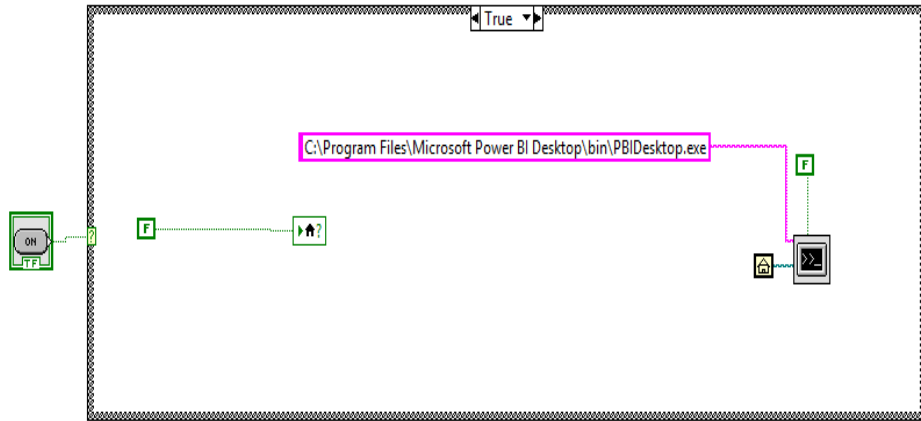 True
C:\Program Files\Microsoft Power BI Desktop\bin\PBIDesktop.exe
F
?
F
?
ON
TF
>>_